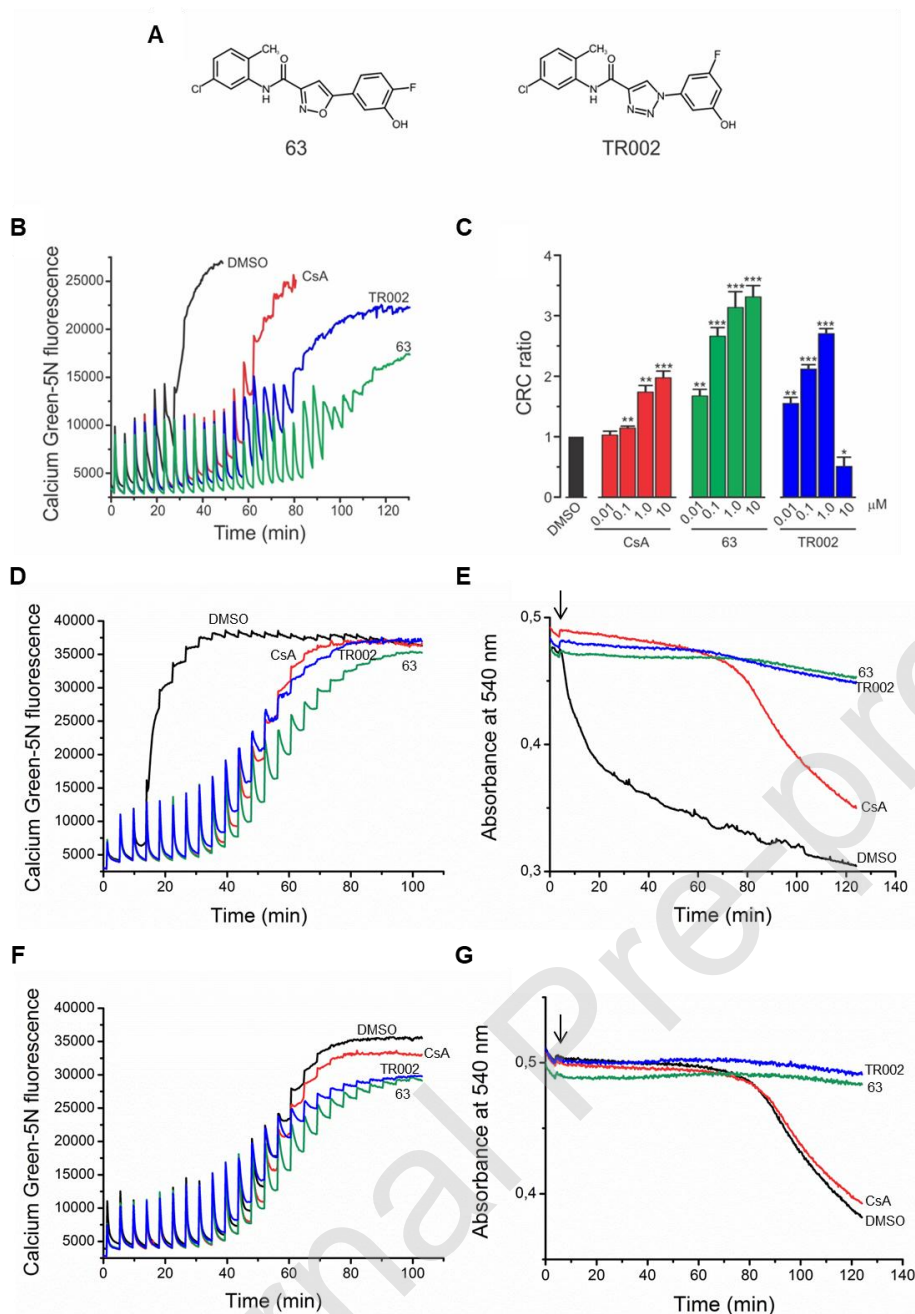 A
CH₃
O
Cl
N
H
N
O
F
OH
63
CH₃
O
Cl
N
H
N
N
N
F
OH
TR002
B
Calcium Green-5N fluorescence
25000
20000
15000
10000
5000
DMSO
CsA
TR002
63
0 20 40 60 80 100 120
Time (min)
C
CRC ratio
4
3
2
1
0
** ** *** ** *** *** *** ** *** *** *
DMSO
0.01 0.1 1.0 10 0.01 0.1 1.0 10 0.01 0.1 1.0 10 μM
CsA 63 TR002
D
Calcium Green-5N fluorescence
40000
35000
30000
25000
20000
15000
10000
5000
DMSO
CsA
TR002
63
0 20 40 60 80 100
Time (min)
E
Absorbance at 540 nm
0,5
0,4
0,3
63
TR002
CsA
DMSO
0 20 40 60 80 100 120 140
Time (min)
F
Calcium Green-5N fluorescence
40000
35000
30000
25000
20000
15000
10000
5000
DMSO
CsA
TR002
63
0 20 40 60 80 100
Time (min)
G
Absorbance at 540 nm
0,5
0,4
TR002
63
CsA
DMSO
0 20 40 60 80 100 120 140
Time (min)
rnal Pre-pr